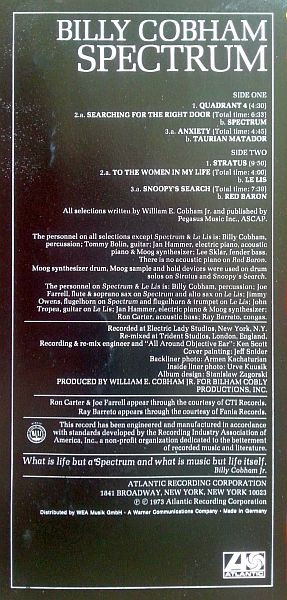 BILLY COBHAM
SPECTRUM
SIDE ONE
1. QUADRANT 4 (4:30)
2.a. SEARCHING FOR THE RIGHT DOOR (Total time: 6:33)
b. SPECTRUM
3.a. ANXIETY (Total time: 4:45)
b. TAURIAN MATADOR
SIDE TWO
1. STRATUS (9:50)
2.a. TO THE WOMEN IN MY LIFE (Total time: 4:00)
b. LE LIS
3.a. SNOOPY'S SEARCH (Total time: 7:30)
b. RED BARON
All selections written by William E. Cobham Jr. and published by
Pegasus Music Inc., ASCAP.
The personnel on all selections except Spectrum & Le Lis is: Billy Cobham,
percussion; Tommy Bolin, guitar; Jan Hammer, electric piano, acoustic
piano & Moog synthesizer; Lee Sklar, fender bass.
There is no acoustic piano on Red Baron.
Moog synthesizer drum, Moog sample and hold devices were used on drum
solos on Stratus and Snoopy's Search.
The personnel on Spectrum & Le Lis is: Billy Cobham, percussion; Joe
Farrell, flute & soprano sax on Spectrum and alto sax on Le Lis; Jimmy
Owens, flugelhorn on Spectrum and flugelhorn & trumpet on Le Lis; John
Tropea, guitar on Le Lis; Jan Hammer, electric piano & Moog synthesizer;
Ron Carter, acoustic bass; Ray Barreto, congas.
Recorded at Electric Lady Studios, New York, N.Y.
Re-mixed at Trident Studios, London, England.
Recording & re-mix engineer and "All Around Objective Ear": Ken Scott
Cover painting: Jeff Snider
Backliner photo: Armen Kachaturian
Inside liner photo: Urve Kuusik
Album design: Stanislaw Zagorski
PRODUCED BY WILLIAM E. COBHAM JR. FOR BILHAM COBLY
PRODUCTIONS, INC.
Ron Carter & Joe Farrell appear through the courtesy of CTI Records.
Ray Barreto appears through the courtesy of Fania Records.
This record has been engineered and manufactured in accordance
with standards developed by the Recording Industry Association of
America, Inc., a non-profit organization dedicated to the betterment
of recorded music and literature.
What is life but a Spectrum and what is music but life itself.
Billy Cobham Jr.
ATLANTIC RECORDING CORPORATION
1841 BROADWAY, NEW YORK, NEW YORK 10023
Ⓟ © 1973 ATLANTIC RECORDING CORPORATION
Distributed by WEA Musik GmbH • A Warner Communications Company • Made in Germany
ATLANTIC